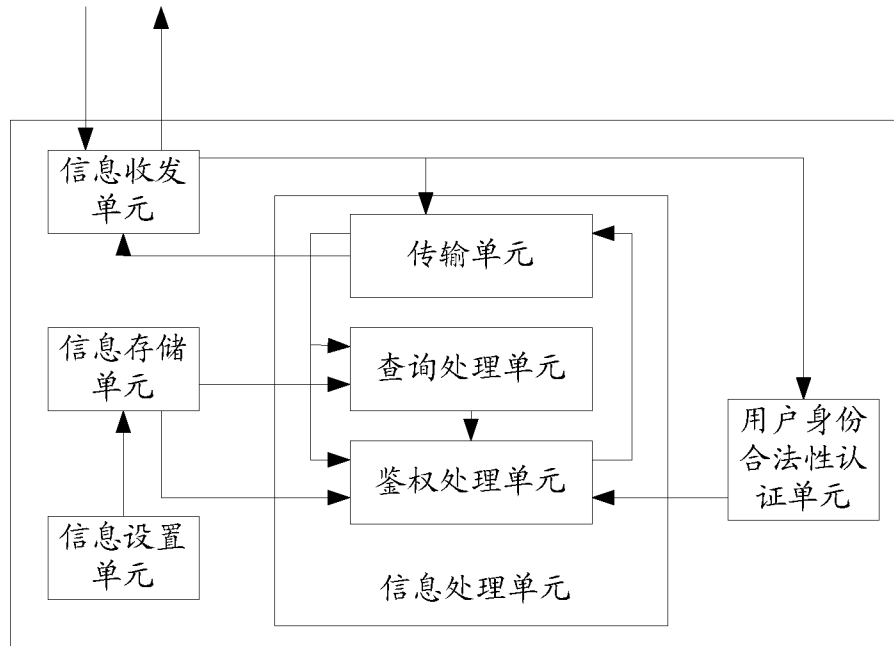 信息收发
单元
传输单元
信息存储
单元
查询处理单元
用户身份
合法性认
证单元
鉴权处理单元
信息设置
单元
信息处理单元